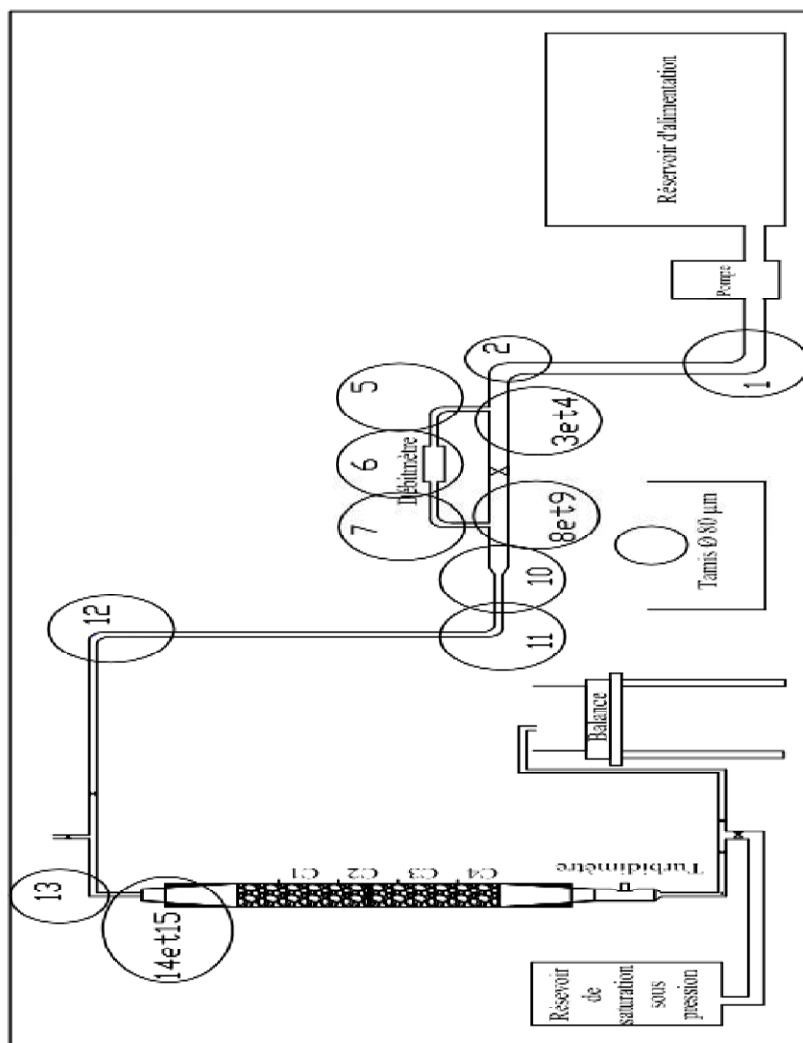 Réservoir d'alimentation
Pompe
1
2
3et4
5
6
Débitmètre
7
8et9
10
11
12
Tamis Ø 80 µm
Balance
13
14et15
C1
C2
C3
C4
Turbidimètre
Résevoir
de
saturation
sous
pression